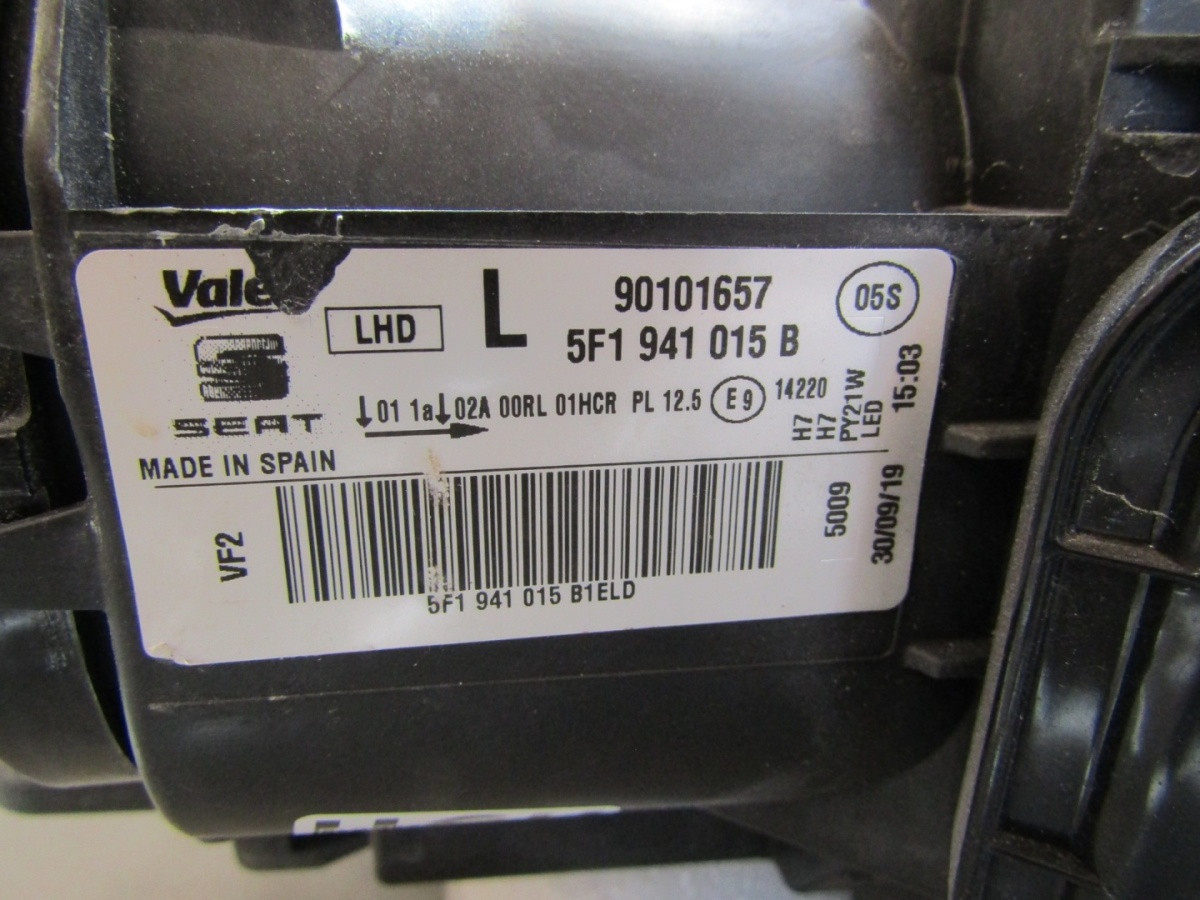 L
90101657
05S
LHD
5F1 941 015 B
SEAT
↓01 1a↓02A 00RL 01HCR PL 12.5 E9 14220
H7
H7
PY21W
LED
MADE IN SPAIN
VF2
5009
30/09/19 15:03
5F1 941 015 B1ELD